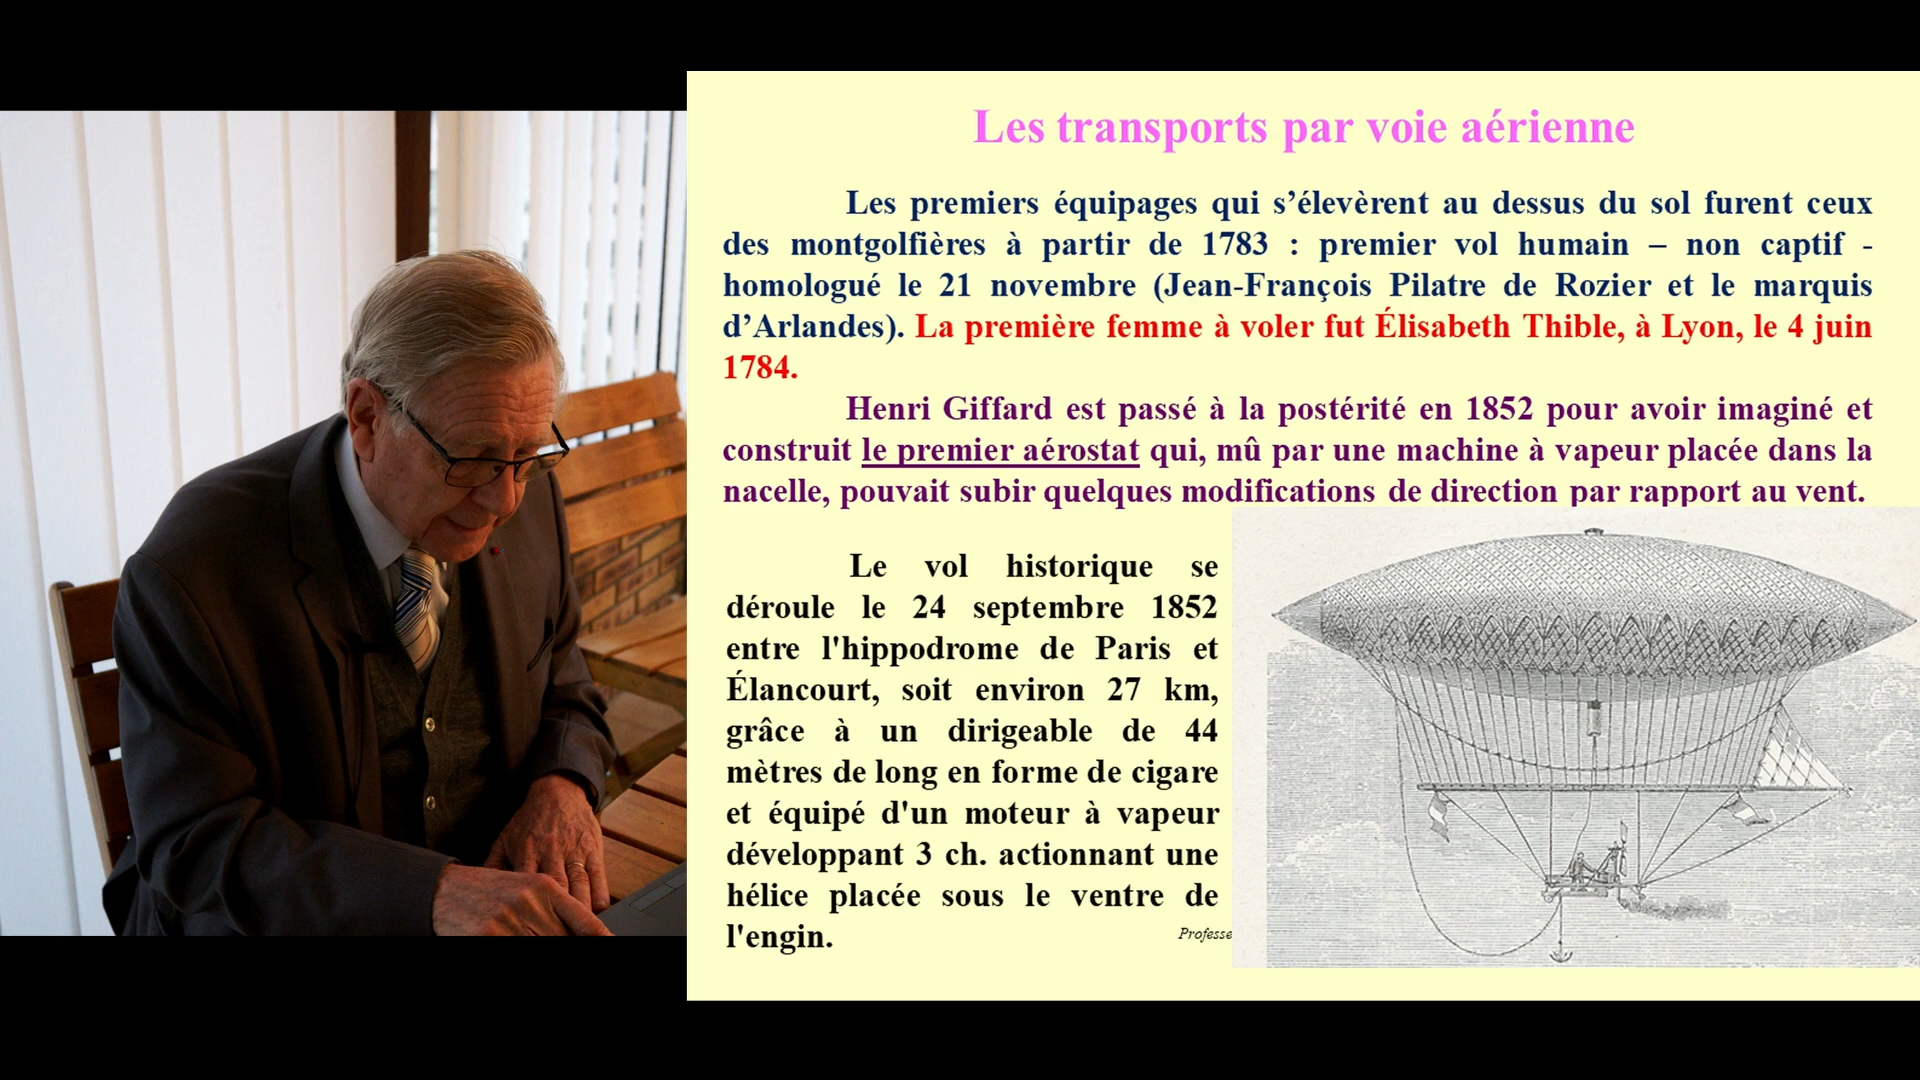 Les transports par voie aérienne
Les premiers équipages qui s’élevèrent au dessus du sol furent ceux
des montgolfières à partir de 1783 : premier vol humain – non captif -
homologué le 21 novembre (Jean-François Pilatre de Rozier et le marquis
d’Arlandes). La première femme à voler fut Élisabeth Thible, à Lyon, le 4 juin
1784.
Henri Giffard est passé à la postérité en 1852 pour avoir imaginé et
construit le premier aérostat qui, mû par une machine à vapeur placée dans la
nacelle, pouvait subir quelques modifications de direction par rapport au vent.
Le vol historique se
déroule le 24 septembre 1852
entre l'hippodrome de Paris et
Élancourt, soit environ 27 km,
grâce à un dirigeable de 44
mètres de long en forme de cigare
et équipé d'un moteur à vapeur
développant 3 ch. actionnant une
hélice placée sous le ventre de
l'engin.
Professe